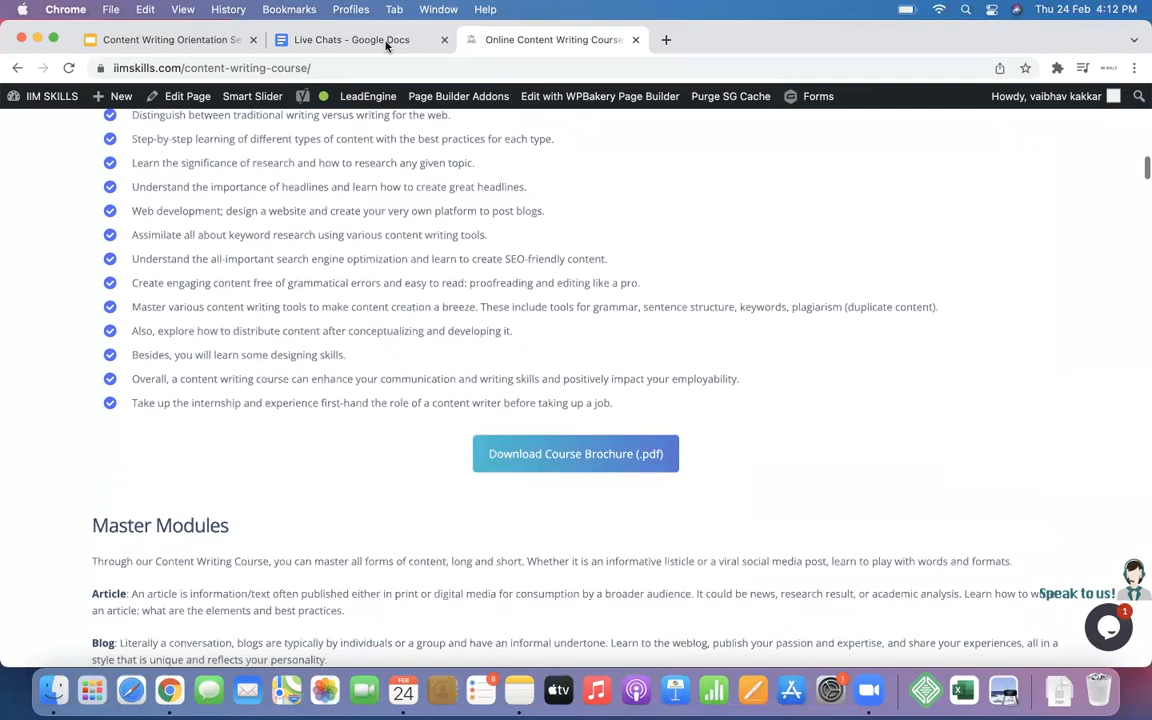 Chrome File Edit View History Bookmarks Profiles Tab Window Help Thu 24 Feb 4:12 PM
Content Writing Orientation Se Live Chats - Google Docs Online Content Writing Course
iimskills.com/content-writing-course/
IIM SKILLS New Edit Page Smart Slider LeadEngine Page Builder Addons Edit with WPBakery Page Builder Purge SG Cache Forms Howdy, vaibhav kakkar
Distinguish between traditional writing versus writing for the web.
Step-by-step learning of different types of content with the best practices for each type.
Learn the significance of research and how to research any given topic.
Understand the importance of headlines and learn how to create great headlines.
Web development; design a website and create your very own platform to post blogs.
Assimilate all about keyword research using various content writing tools.
Understand the all-important search engine optimization and learn to create SEO-friendly content.
Create engaging content free of grammatical errors and easy to read: proofreading and editing like a pro.
Master various content writing tools to make content creation a breeze. These include tools for grammar, sentence structure, keywords, plagiarism (duplicate content).
Also, explore how to distribute content after conceptualizing and developing it.
Besides, you will learn some designing skills.
Overall, a content writing course can enhance your communication and writing skills and positively impact your employability.
Take up the internship and experience first-hand the role of a content writer before taking up a job.
Download Course Brochure (.pdf)
Master Modules
Through our Content Writing Course, you can master all forms of content, long and short. Whether it is an informative listicle or a viral social media post, learn to play with words and formats.
Article: An article is information/text often published either in print or digital media for consumption by a broader audience. It could be news, research result, or academic analysis. Learn how to
an article; what are the elements and best practices.
Speak to us!
1
Blog: Literally a conversation, blogs are typically by individuals or a group and have an informal undertone. Learn to the weblog, publish your passion and expertise, and share your experiences, all in a
style that is unique and reflects your personality.
FEB
24
8
tv
1